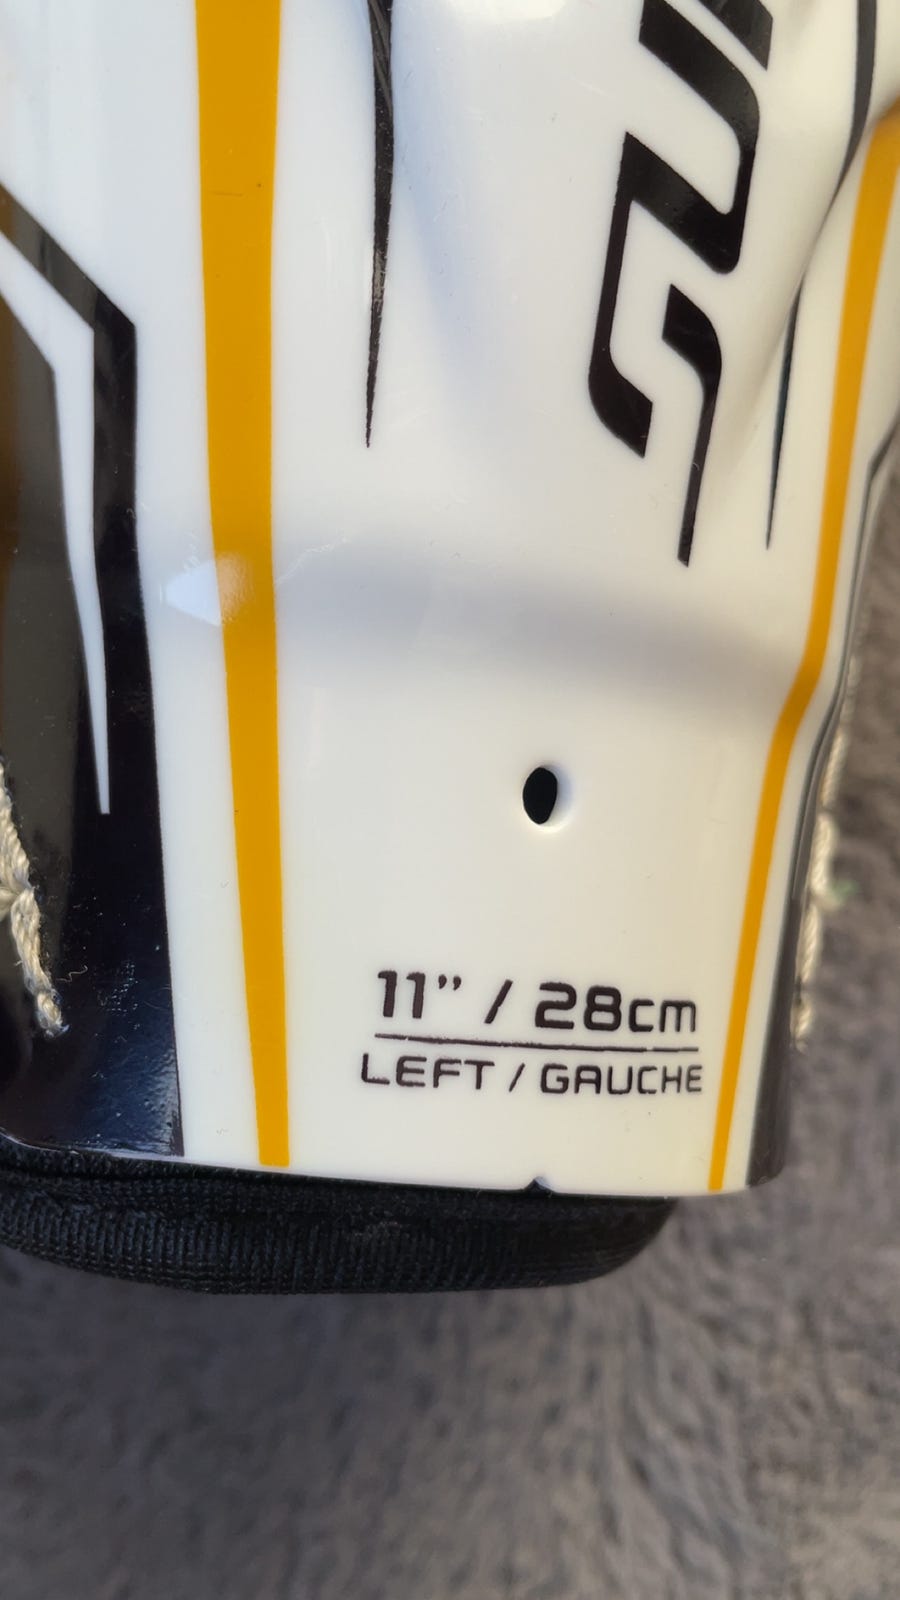 11” / 28cm
LEFT / GAUCHE